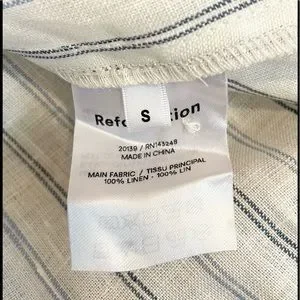 Refo
S
tion
20139 / RN143248
MADE IN CHINA
MAIN FABRIC / TISSU PRINCIPAL
100% LINEN · 100% LIN